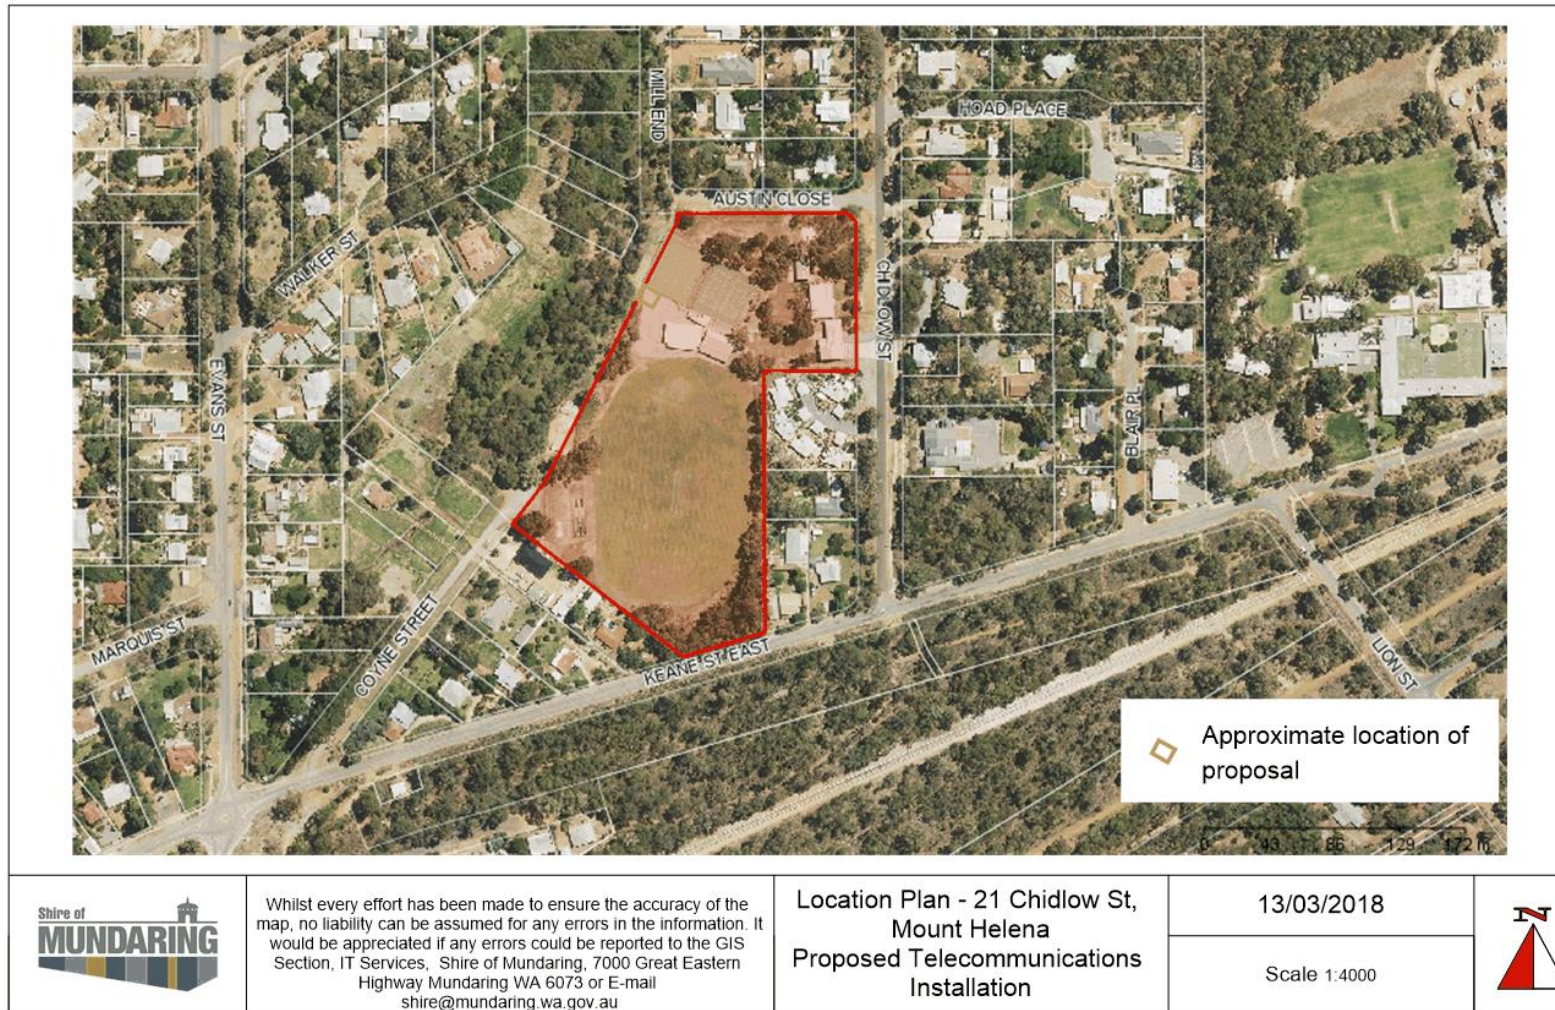 MILL END
HOAD PLACE
AUSTIN CLOSE
WALKER ST
CHIDLOW ST
EVANS ST
BLAIR PL
MARQUIS ST
COYNE STREET
KEANE ST EAST
LION ST
Approximate location of
proposal
0 43 86 129 172 m
Shire of
MUNDARING
Whilst every effort has been made to ensure the accuracy of the
map, no liability can be assumed for any errors in the information. It
would be appreciated if any errors could be reported to the GIS
Section, IT Services, Shire of Mundaring, 7000 Great Eastern
Highway Mundaring WA 6073 or E-mail
shire@mundaring.wa.gov.au
Location Plan - 21 Chidlow St,
Mount Helena
Proposed Telecommunications
Installation
13/03/2018
Scale 1:4000
N